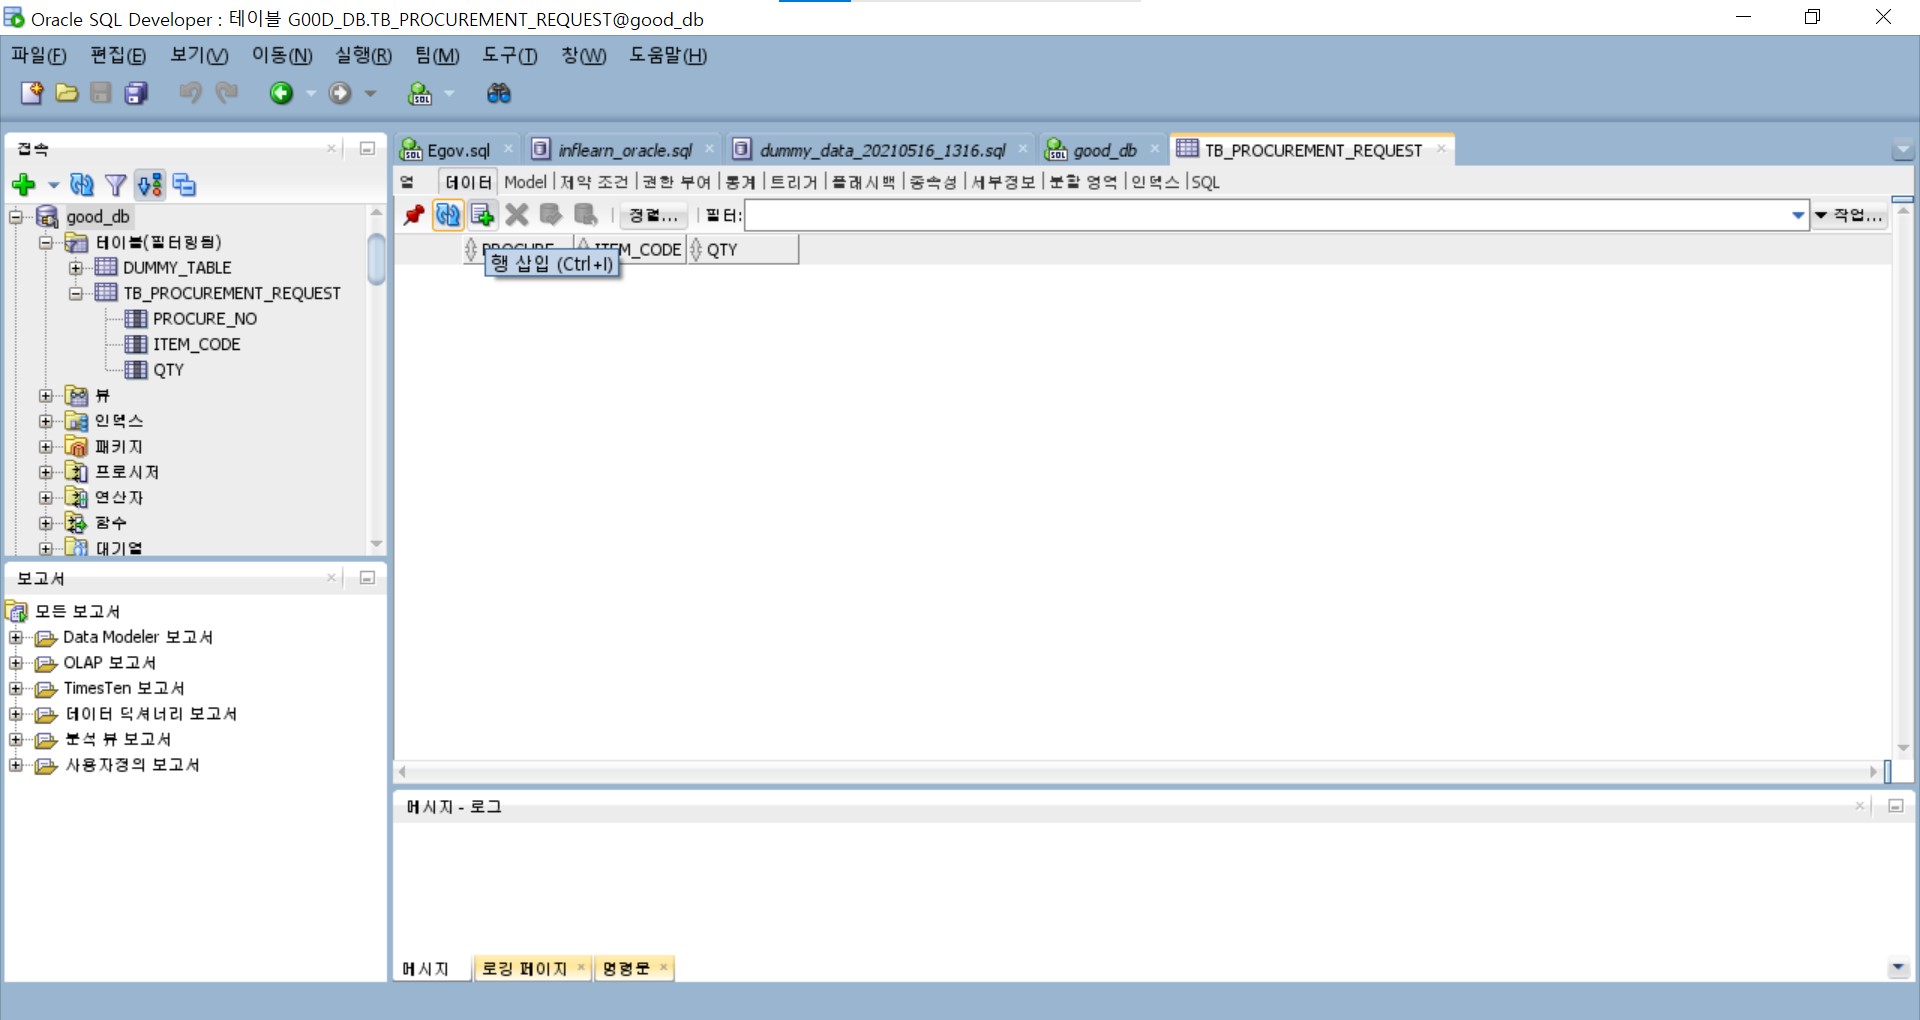 Oracle SQL Developer : 테이블 G00D_DB.TB_PROCUREMENT_REQUEST@good_db
파일(F) 편집(E) 보기(V) 이동(N) 실행(R) 팀(M) 도구(T) 창(W) 도움말(H)
접속
Egov.sql inflearn_oracle.sql dummy_data_20210516_1316.sql good_db TB_PROCUREMENT_REQUEST
열 데이터 Model 제약 조건 권한 부여 통계 트리거 플래시백 종속성 세부정보 분할 영역 인덱스 SQL
정렬... 필터: 작업...
ITEM_CODE QTY
행 삽입 (Ctrl+I)
good_db
테이블(필터링됨)
DUMMY_TABLE
TB_PROCUREMENT_REQUEST
PROCURE_NO
ITEM_CODE
QTY
뷰
인덱스
패키지
프로시저
연산자
함수
대기열
보고서
모든 보고서
Data Modeler 보고서
OLAP 보고서
TimesTen 보고서
데이터 딕셔너리 보고서
분석 뷰 보고서
사용자정의 보고서
메시지 - 로그
메시지 로깅 페이지 명령문